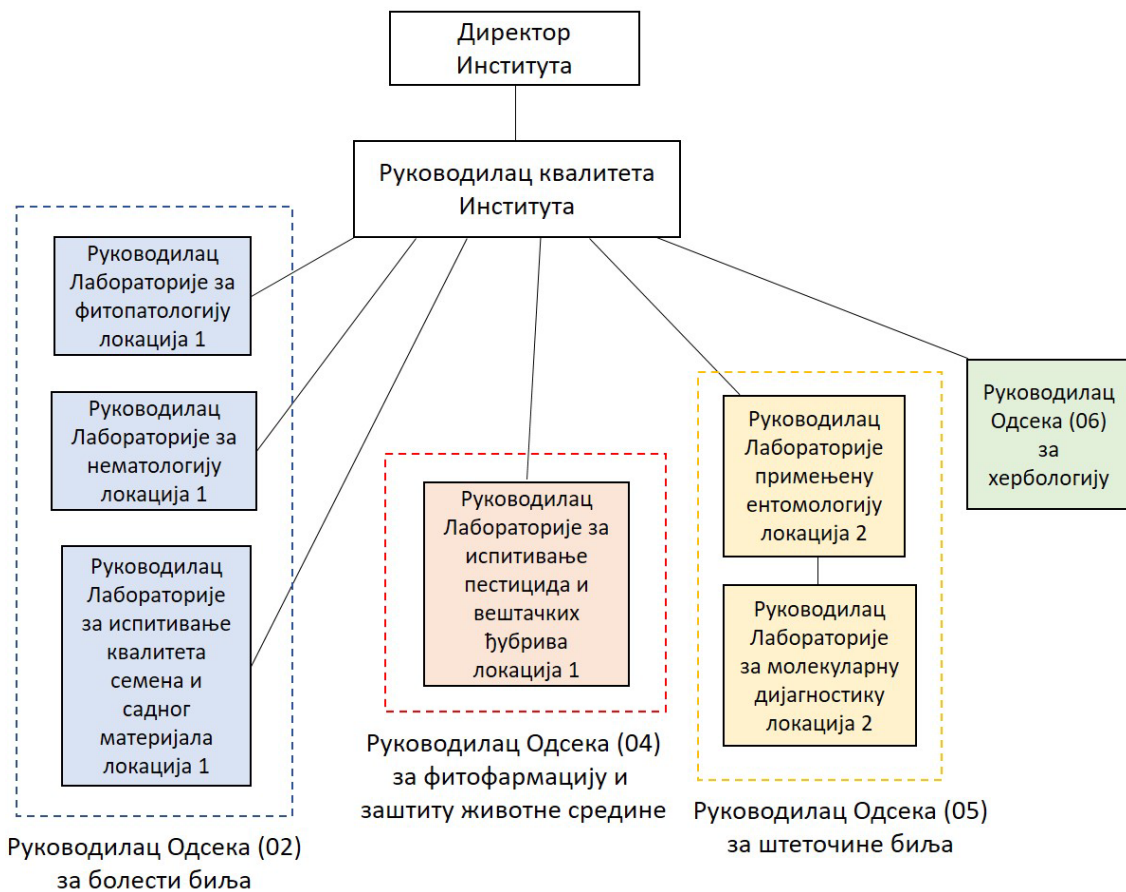 Директор
Института
Руководилац квалитета
Института
Руководилац
Лабораторије за
фитопатологију
локација 1
Руководилац
Лабораторије за
нематологију
локација 1
Руководилац
Лабораторије
за испитивање
квалитета
семена и
садног
материјала
локација 1
Руководилац Одсека (02)
за болести биља
Руководилац
Лабораторије за
испитивање
пестицида и
вештачких
ђубрива
локација 1
Руководилац Одсека (04)
за фитофармацију и
заштиту животне средине
Руководилац
Лабораторије
примењену
ентомологију
локација 2
Руководилац
Лабораторије
за молекуларну
дијагностику
локација 2
Руководилац Одсека (05)
за штеточине биља
Руководилац
Одсека (06)
за
хербологију